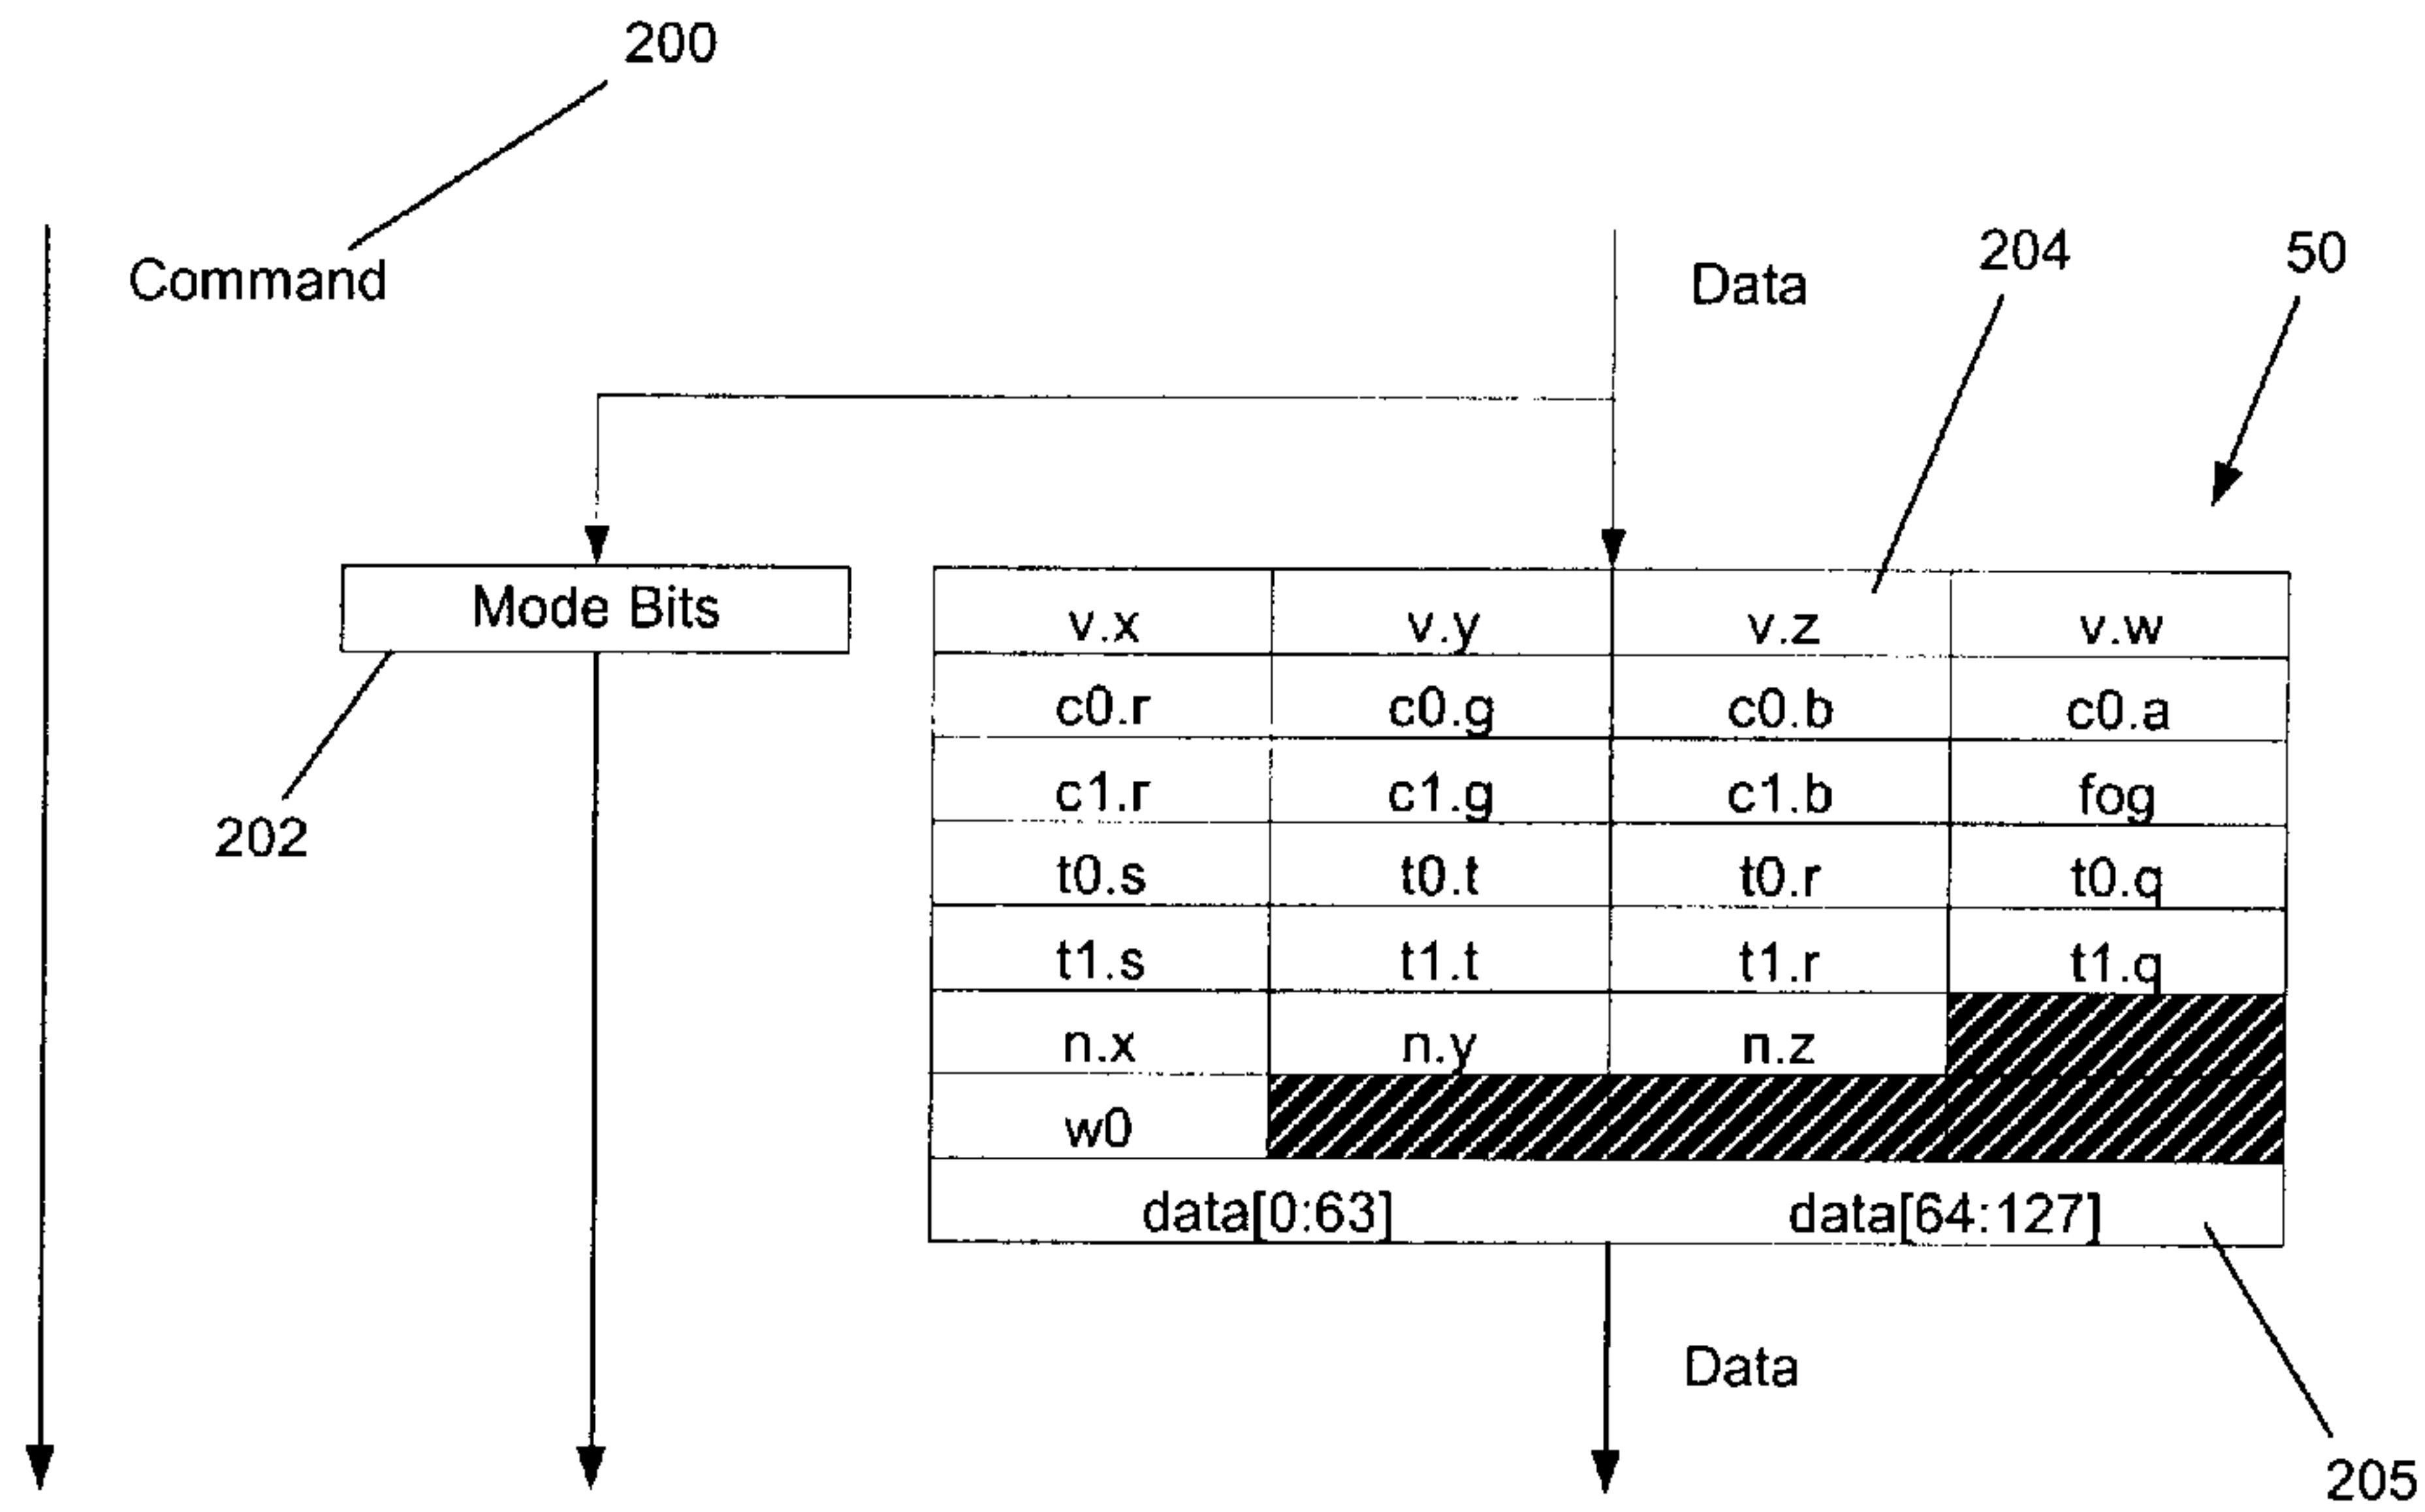 200
Command
Data
204
50
Mode Bits
202
v.x v.y v.z v.w
c0.r c0.g c0.b c0.a
c1.r c1.g c1.b fog
t0.s t0.t t0.r t0.q
t1.s t1.t t1.r t1.q
n.x n.y n.z
w0
data[0:63] data[64:127]
Data
205